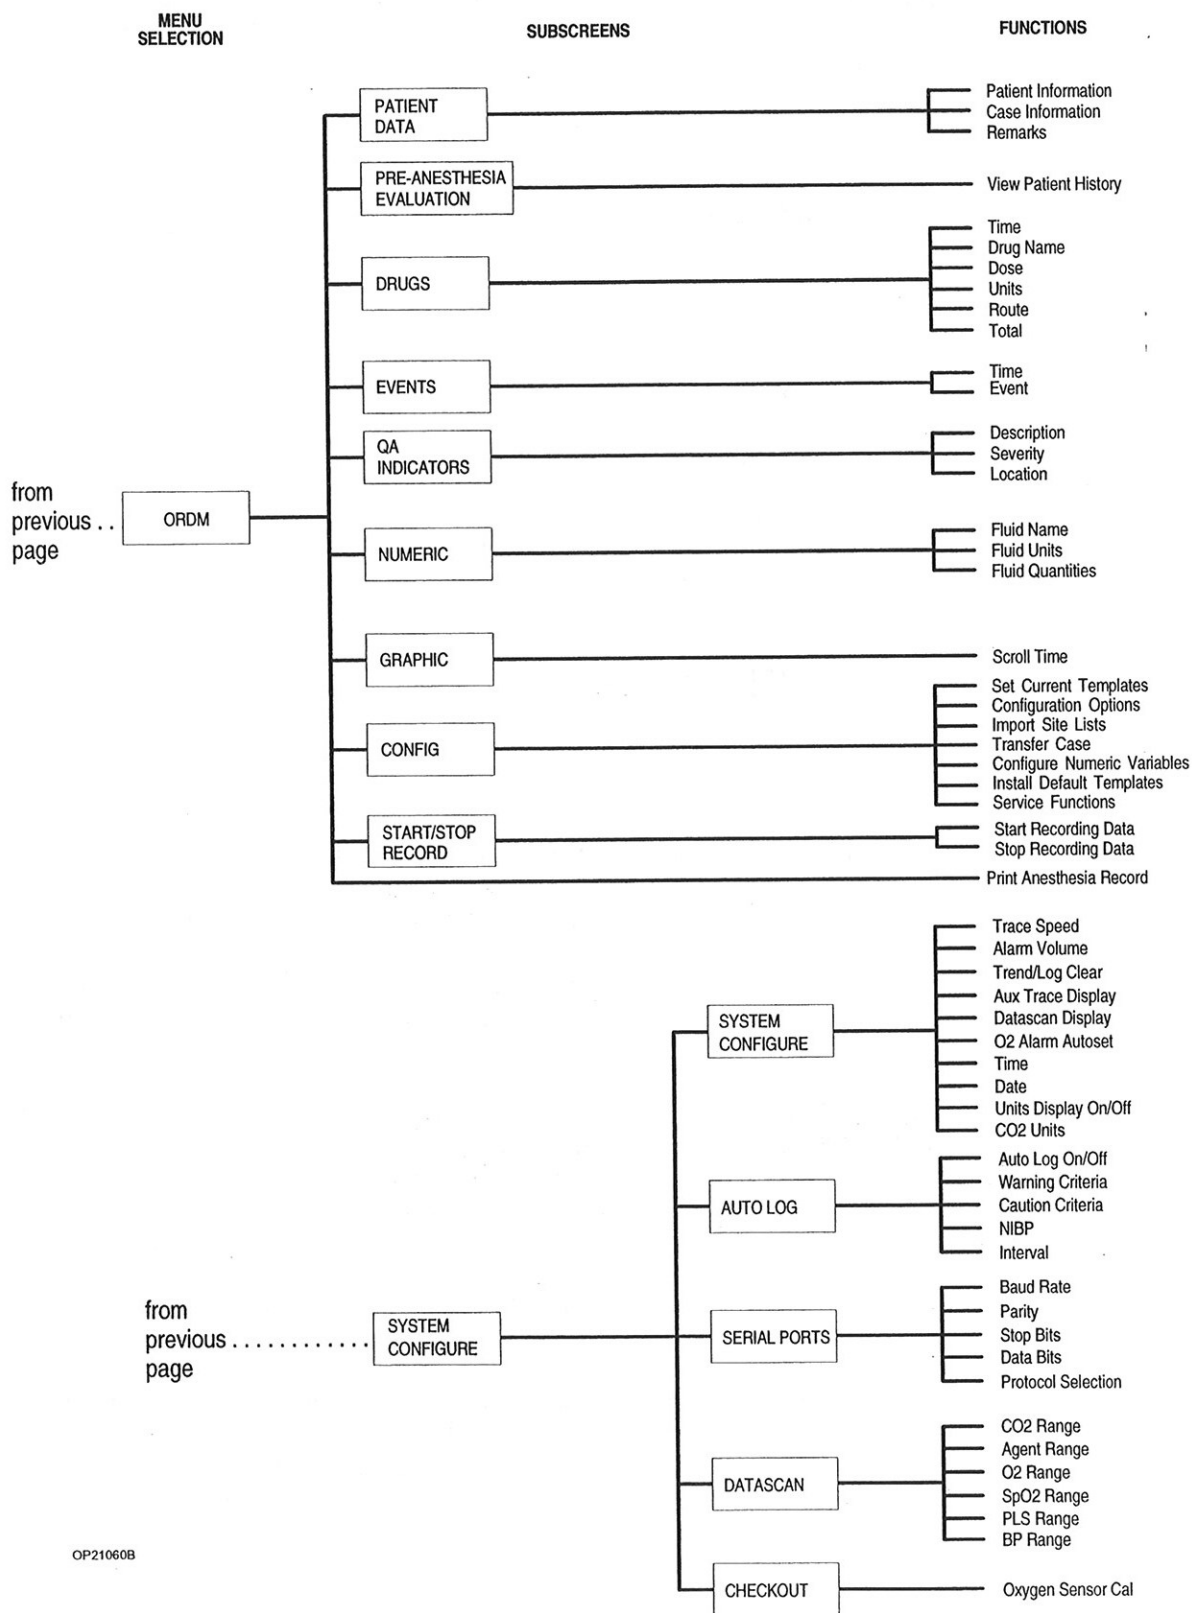 MENU
SELECTION
SUBSCREENS
FUNCTIONS
PATIENT
DATA
Patient Information
Case Information
Remarks
PRE-ANESTHESIA
EVALUATION
View Patient History
DRUGS
Time
Drug Name
Dose
Units
Route
Total
EVENTS
Time
Event
QA
INDICATORS
Description
Severity
Location
from
previous . .
page
ORDM
NUMERIC
Fluid Name
Fluid Units
Fluid Quantities
GRAPHIC
Scroll Time
CONFIG
Set Current Templates
Configuration Options
Import Site Lists
Transfer Case
Configure Numeric Variables
Install Default Templates
Service Functions
START/STOP
RECORD
Start Recording Data
Stop Recording Data
Print Anesthesia Record
SYSTEM
CONFIGURE
Trace Speed
Alarm Volume
Trend/Log Clear
Aux Trace Display
Datascan Display
O2 Alarm Autoset
Time
Date
Units Display On/Off
CO2 Units
AUTO LOG
Auto Log On/Off
Warning Criteria
Caution Criteria
NIBP
Interval
from
previous . . . . . . . . . . . .
page
SYSTEM
CONFIGURE
SERIAL PORTS
Baud Rate
Parity
Stop Bits
Data Bits
Protocol Selection
DATASCAN
CO2 Range
Agent Range
O2 Range
SpO2 Range
PLS Range
BP Range
CHECKOUT
Oxygen Sensor Cal
OP21060B